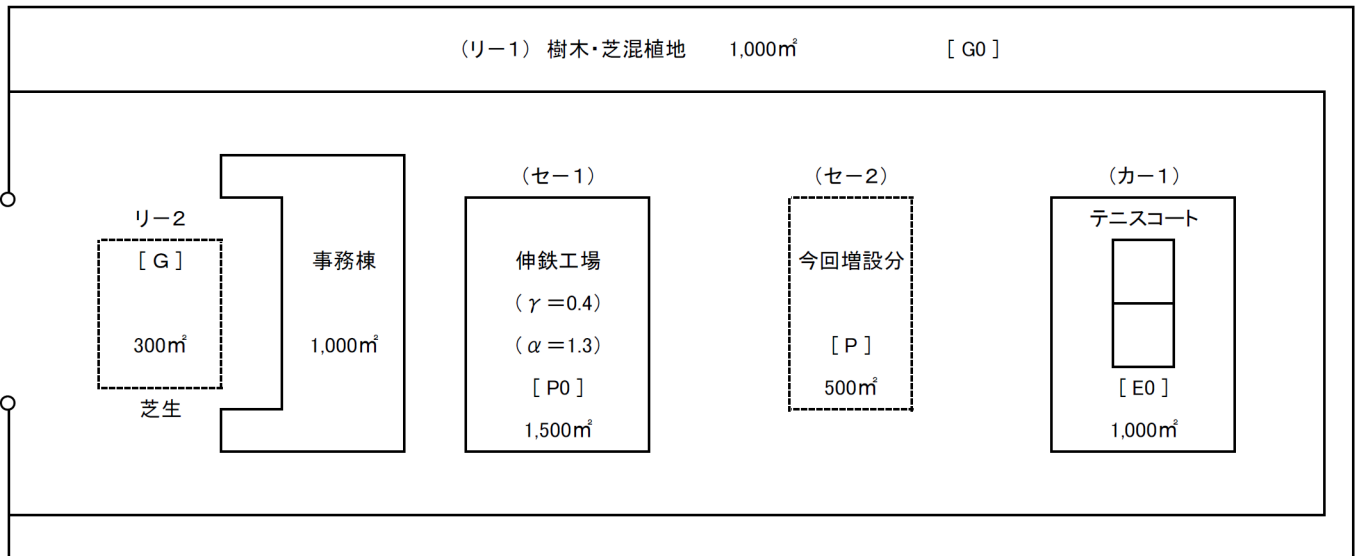 (リー1) 樹木・芝混植地 1,000㎡ [ G0 ]
リー2
[ G ]
300㎡
芝生
事務棟
1,000㎡
(セー1)
伸鉄工場
(γ=0.4)
(α=1.3)
[ P0 ]
1,500㎡
(セー2)
今回増設分
[ P ]
500㎡
(カー1)
テニスコート
[ E0 ]
1,000㎡